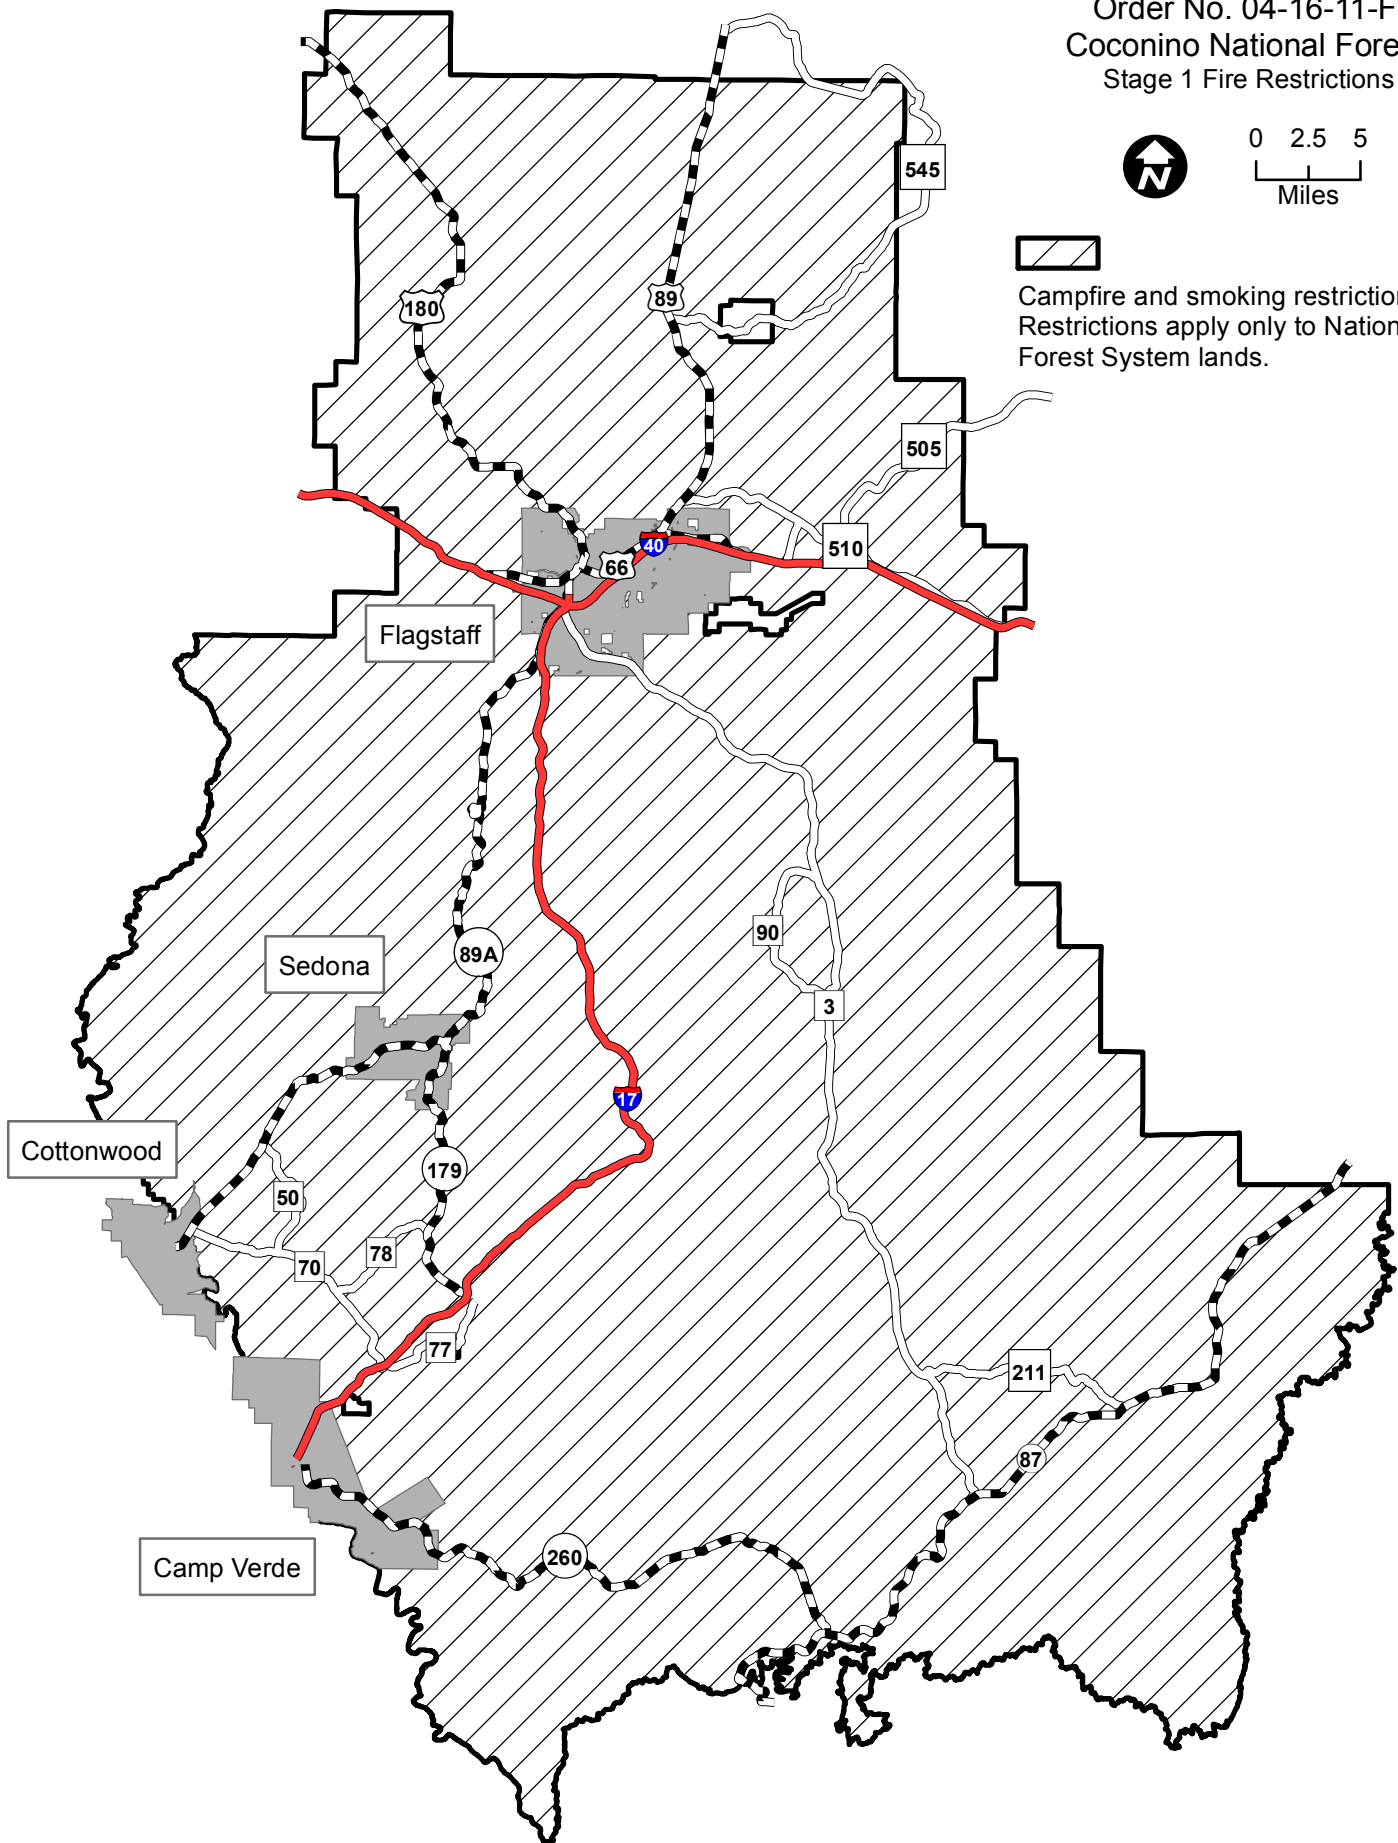 Order No. 04-16-11-F
Coconino National Fore
Stage 1 Fire Restrictions
0 2.5 5
Miles
N
545
Campfire and smoking restriction
Restrictions apply only to Nation
Forest System lands.
180
89
505
510
40
66
Flagstaff
90
89A
Sedona
3
17
Cottonwood
179
50
78
70
77
211
87
260
Camp Verde